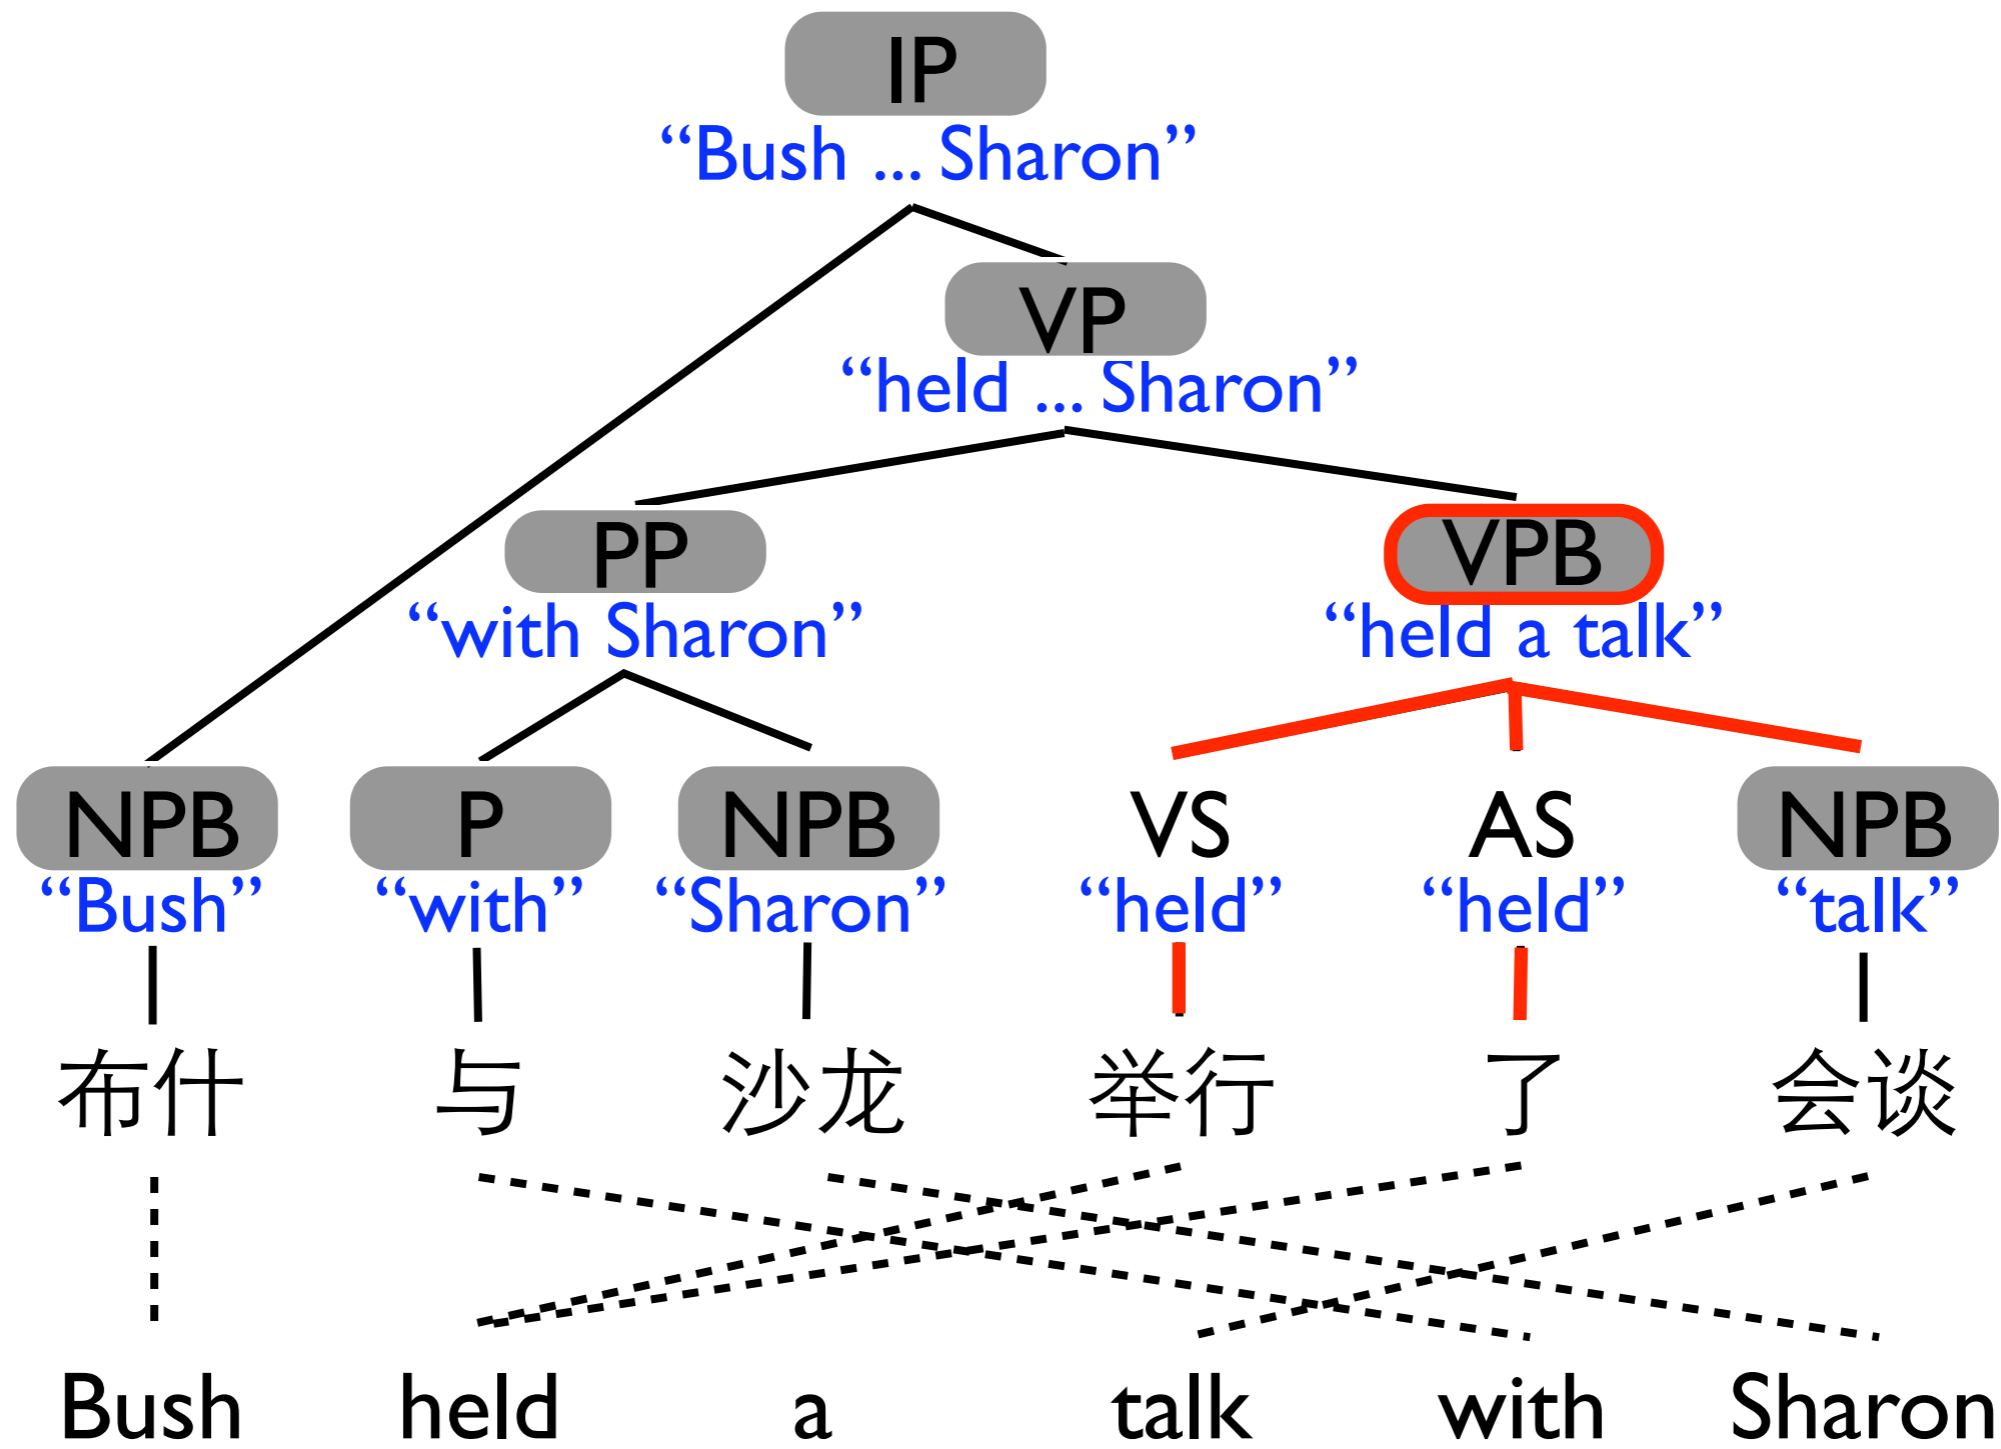 IP
“Bush ... Sharon”
VP
“held ... Sharon”
PP VPB
“with Sharon” “held a talk”
NPB P NPB VS AS NPB
“Bush” “with” “Sharon” “held” “held” “talk”
布什 与 沙龙 举行 了 会谈
Bush held a talk with Sharon